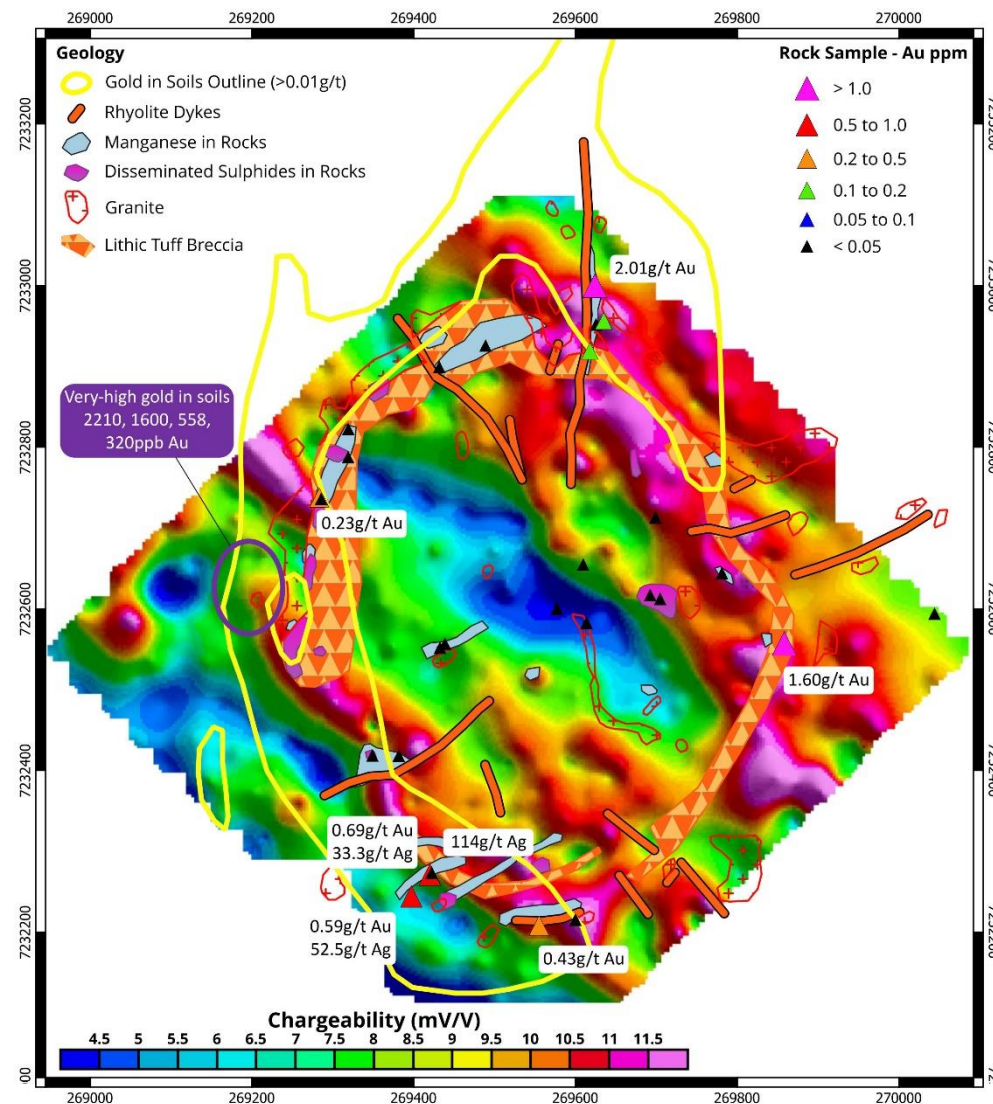 269000 269200 269400 269600 269800 270000
Geology
Gold in Soils Outline (>0.01g/t)
Rhyolite Dykes
Manganese in Rocks
Disseminated Sulphides in Rocks
Granite
Lithic Tuff Breccia
Rock Sample - Au ppm
> 1.0
0.5 to 1.0
0.2 to 0.5
0.1 to 0.2
0.05 to 0.1
< 0.05
7233200
7233000
7232800
7232600
7232400
7232200
2.01g/t Au
Very-high gold in soils
2210, 1600, 558,
320ppb Au
0.23g/t Au
1.60g/t Au
0.69g/t Au
33.3g/t Ag
114g/t Ag
0.59g/t Au
52.5g/t Ag
0.43g/t Au
Chargeability (mV/V)
4.5 5 5.5 6 6.5 7 7.5 8 8.5 9 9.5 10 10.5 11 11.5
269000 269200 269400 269600 269800 270000